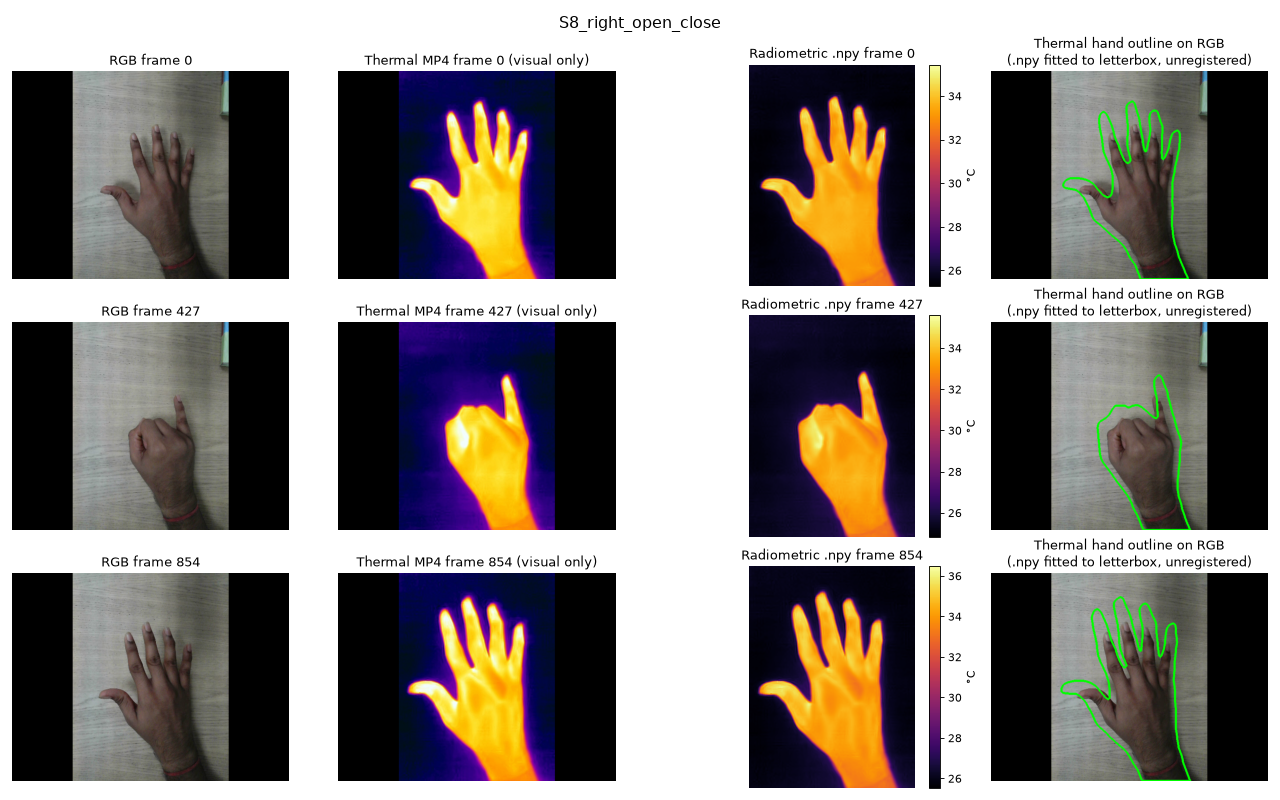 S8_right_open_close
RGB frame 0
Thermal MP4 frame 0 (visual only)
Radiometric .npy frame 0
Thermal hand outline on RGB
(.npy fitted to letterbox, unregistered)
34
32
30
28
26
°C
RGB frame 427
Thermal MP4 frame 427 (visual only)
Radiometric .npy frame 427
Thermal hand outline on RGB
(.npy fitted to letterbox, unregistered)
34
32
30
28
26
°C
RGB frame 854
Thermal MP4 frame 854 (visual only)
Radiometric .npy frame 854
Thermal hand outline on RGB
(.npy fitted to letterbox, unregistered)
36
34
32
30
28
26
°C